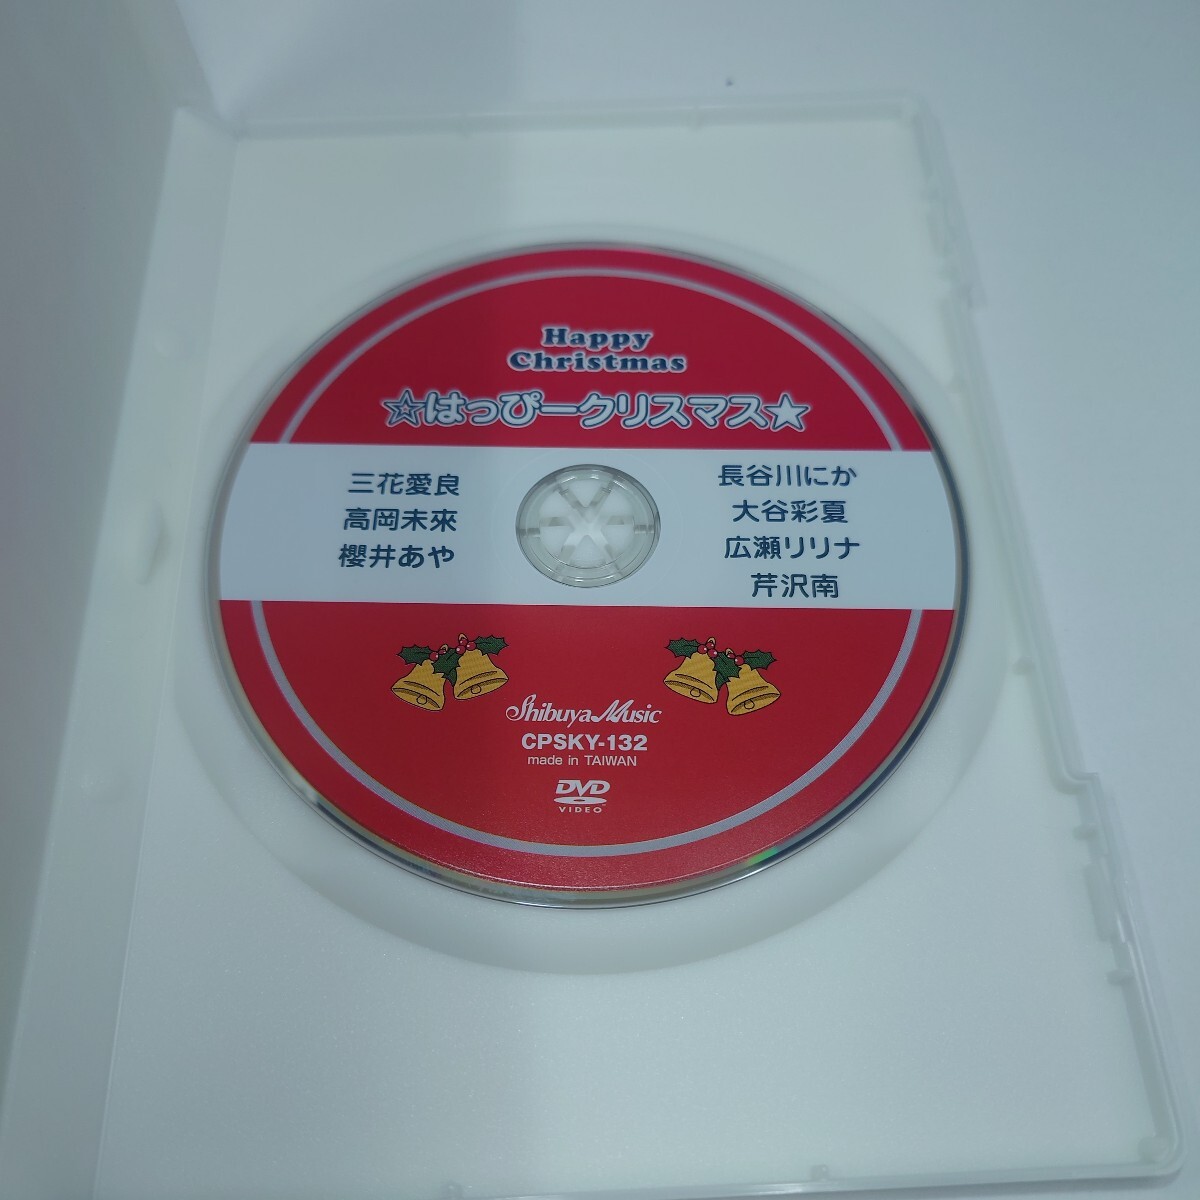 Happy
Christmas
☆はっぴークリスマス★
三花愛良
高岡未來
櫻井あや
長谷川にか
大谷彩夏
広瀬リリナ
芹沢南
Shibuya Music
CPSKY-132
made in TAIWAN
DVD
VIDEO